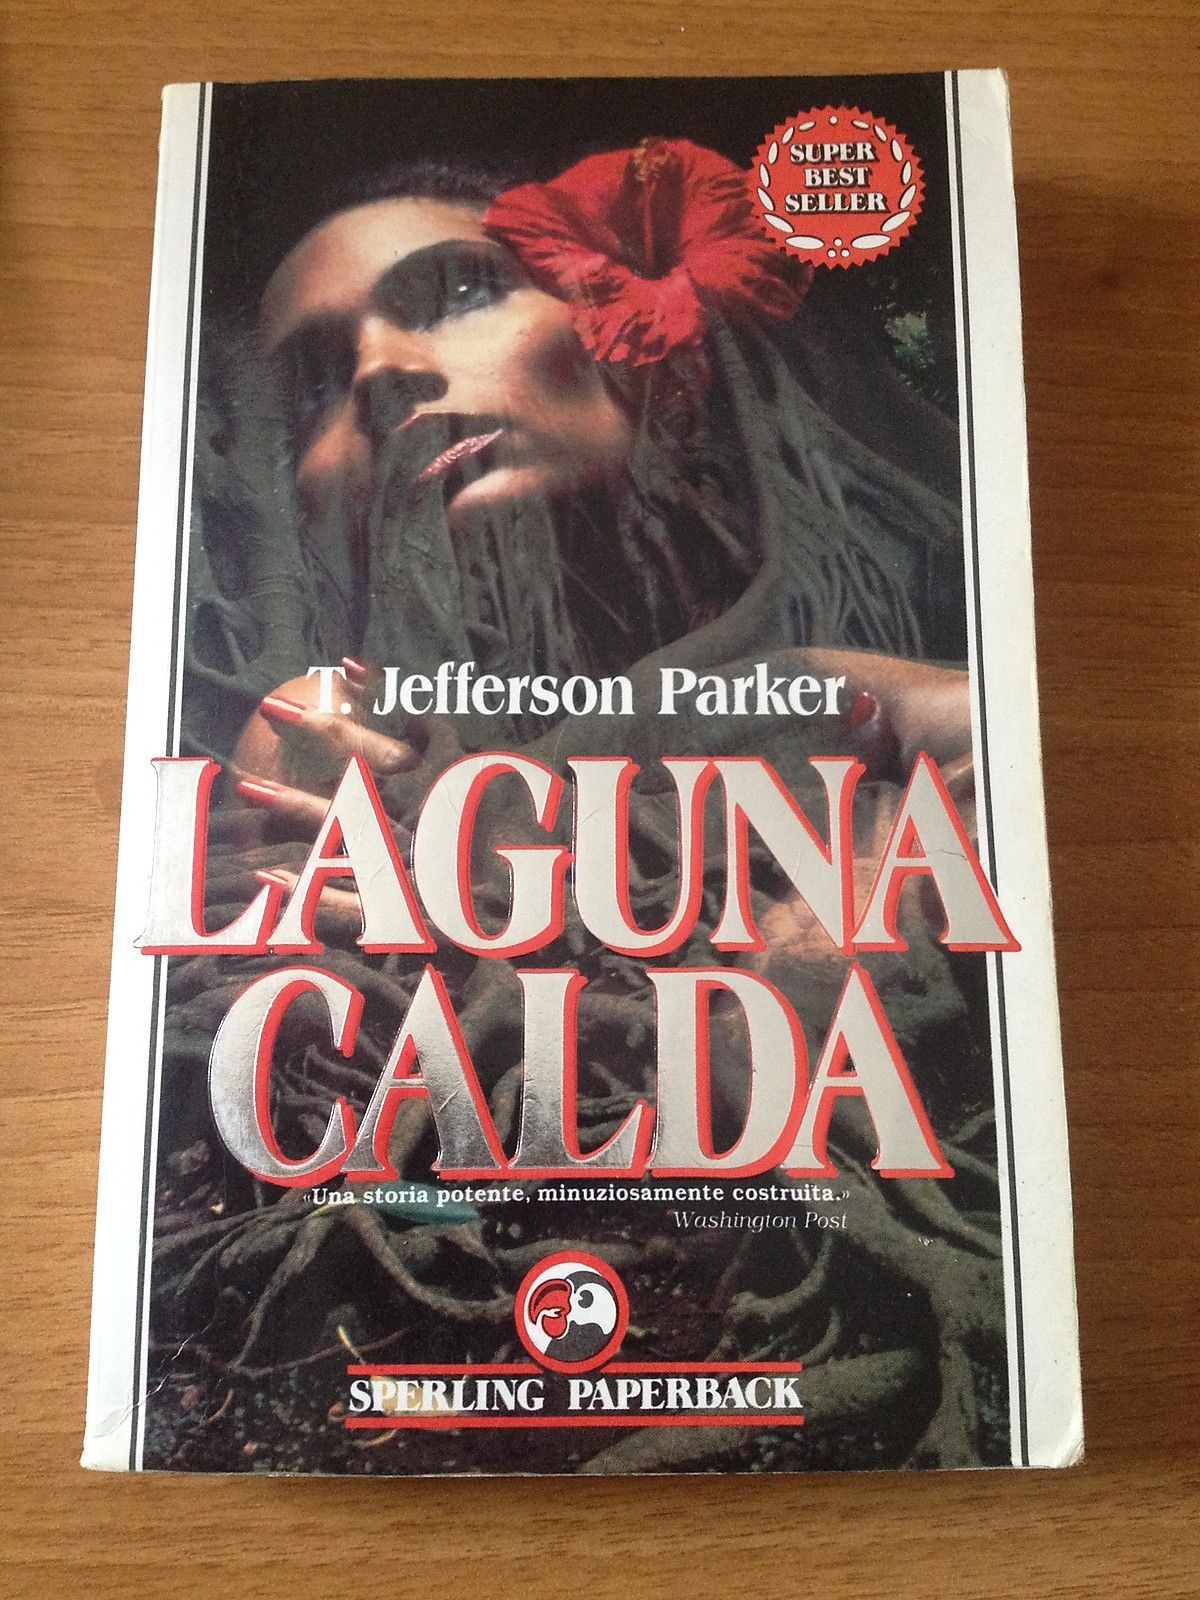 SUPER
BEST
SELLER
T. Jefferson Parker
LAGUNA
CALDA
«Una storia potente, minuziosamente costruita.»
Washington Post
SPERLING PAPERBACK